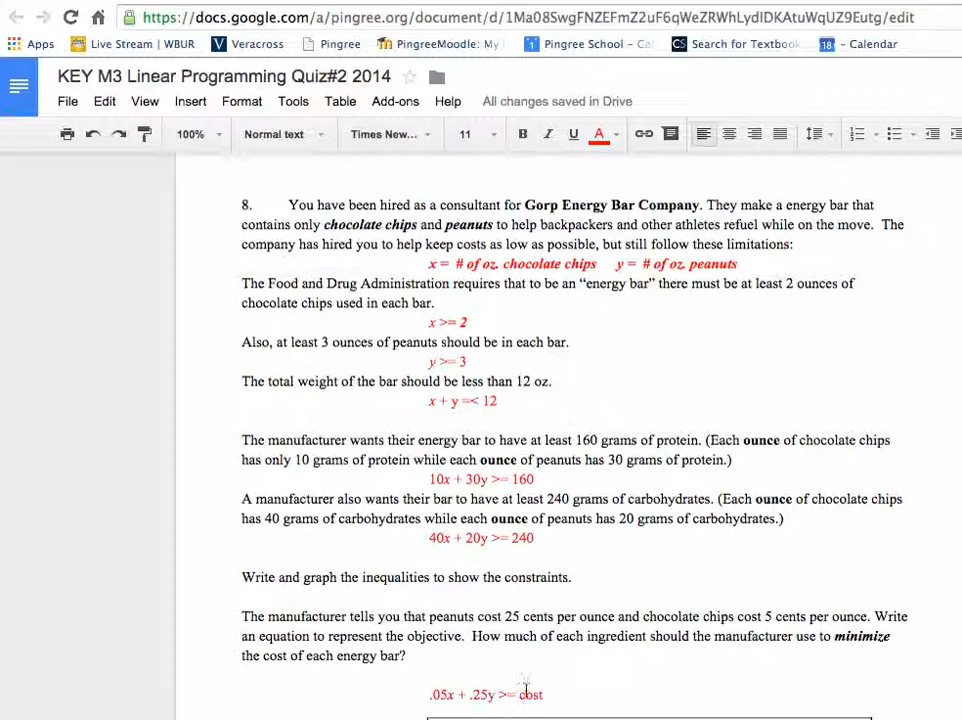 https://docs.google.com/a/pingree.org/document/d/1Ma08SwgFNZEFmZ2uF6qWeZRWhLydIDKAtuWqUZ9Eutg/edit
Apps Live Stream | WBUR Veracross Pingree PingreeMoodle: My Pingree School - Ca CS Search for Textbook 18 - Calendar
KEY M3 Linear Programming Quiz#2 2014
File Edit View Insert Format Tools Table Add-ons Help All changes saved in Drive
100% Normal text Times New... 11 B I U A
8. You have been hired as a consultant for Gorp Energy Bar Company. They make a energy bar that
contains only chocolate chips and peanuts to help backpackers and other athletes refuel while on the move. The
company has hired you to help keep costs as low as possible, but still follow these limitations:
x = # of oz. chocolate chips y = # of oz. peanuts
The Food and Drug Administration requires that to be an “energy bar” there must be at least 2 ounces of
chocolate chips used in each bar.
x >= 2
Also, at least 3 ounces of peanuts should be in each bar.
y >= 3
The total weight of the bar should be less than 12 oz.
x + y =< 12
The manufacturer wants their energy bar to have at least 160 grams of protein. (Each ounce of chocolate chips
has only 10 grams of protein while each ounce of peanuts has 30 grams of protein.)
10x + 30y >= 160
A manufacturer also wants their bar to have at least 240 grams of carbohydrates. (Each ounce of chocolate chips
has 40 grams of carbohydrates while each ounce of peanuts has 20 grams of carbohydrates.)
40x + 20y >= 240
Write and graph the inequalities to show the constraints.
The manufacturer tells you that peanuts cost 25 cents per ounce and chocolate chips cost 5 cents per ounce. Write
an equation to represent the objective. How much of each ingredient should the manufacturer use to minimize
the cost of each energy bar?
.05x + .25y >= cost